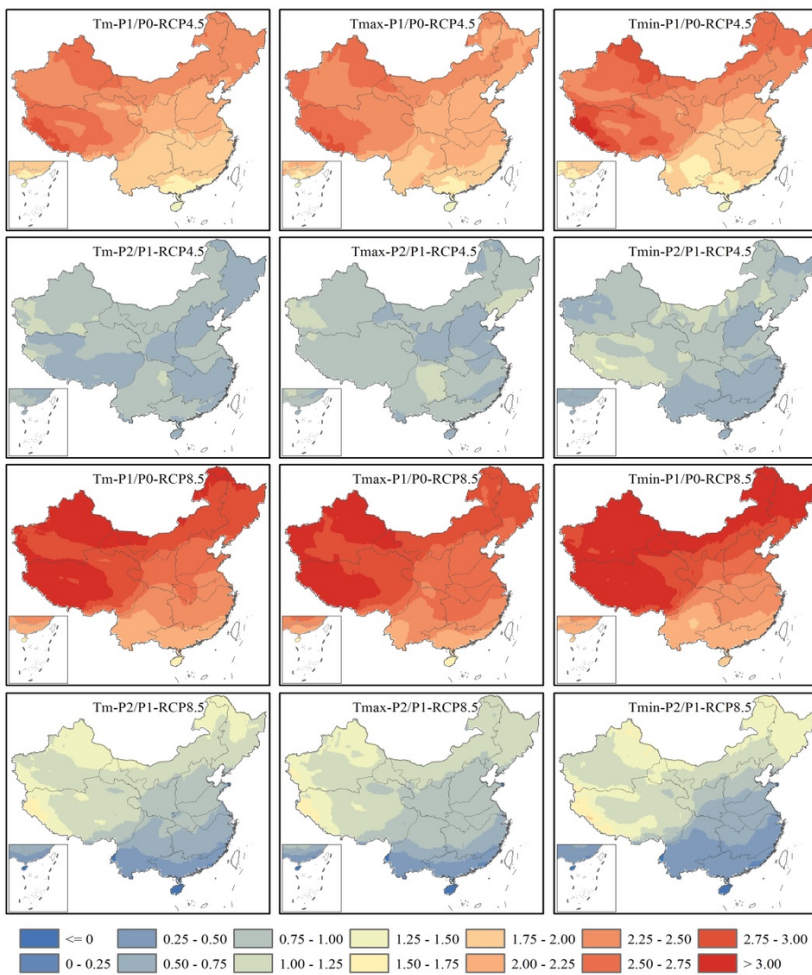 Tm-P1/P0-RCP4.5
Tmax-P1/P0-RCP4.5
Tmin-P1/P0-RCP4.5
Tm-P2/P1-RCP4.5
Tmax-P2/P1-RCP4.5
Tmin-P2/P1-RCP4.5
Tm-P1/P0-RCP8.5
Tmax-P1/P0-RCP8.5
Tmin-P1/P0-RCP8.5
Tm-P2/P1-RCP8.5
Tmax-P2/P1-RCP8.5
Tmin-P2/P1-RCP8.5
<= 0
0.25 - 0.50
0.75 - 1.00
1.25 - 1.50
1.75 - 2.00
2.25 - 2.50
2.75 - 3.00
0 - 0.25
0.50 - 0.75
1.00 - 1.25
1.50 - 1.75
2.00 - 2.25
2.50 - 2.75
> 3.00